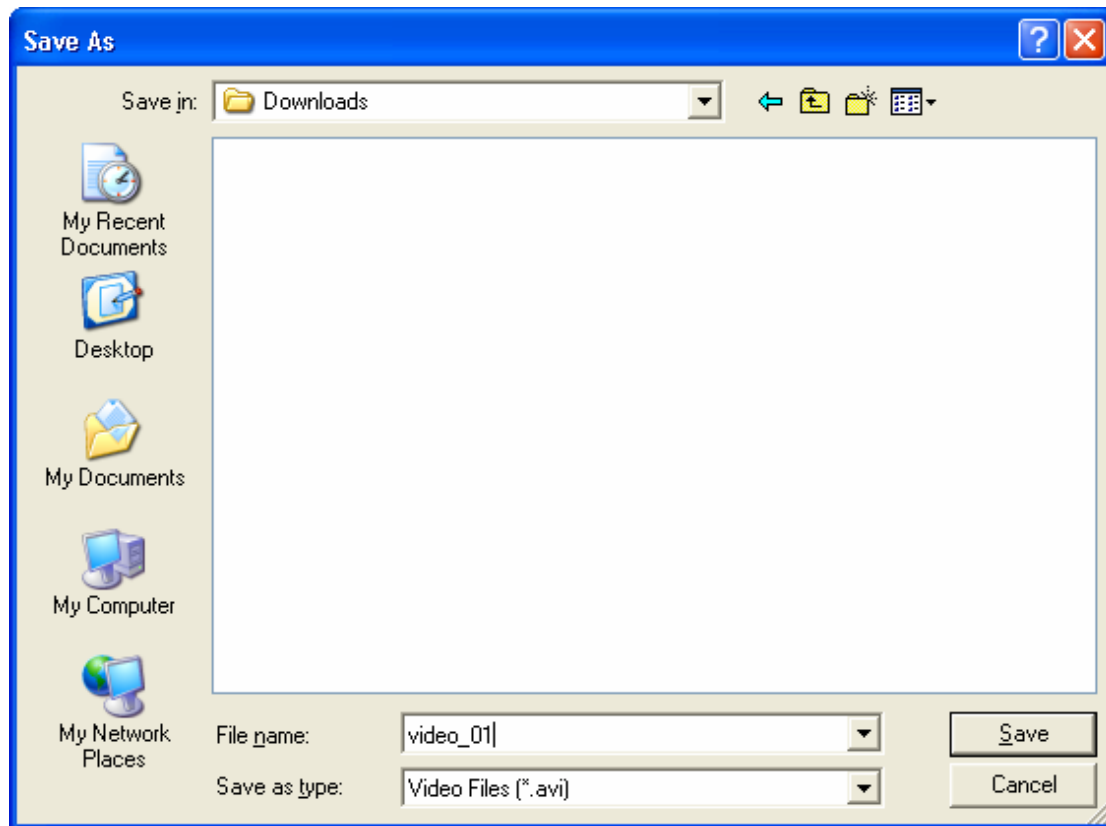 Save As
Save in:
Downloads
My Recent
Documents
Desktop
My Documents
My Computer
My Network
Places
File name:
video_01
Save
Save as type:
Video Files (*.avi)
Cancel